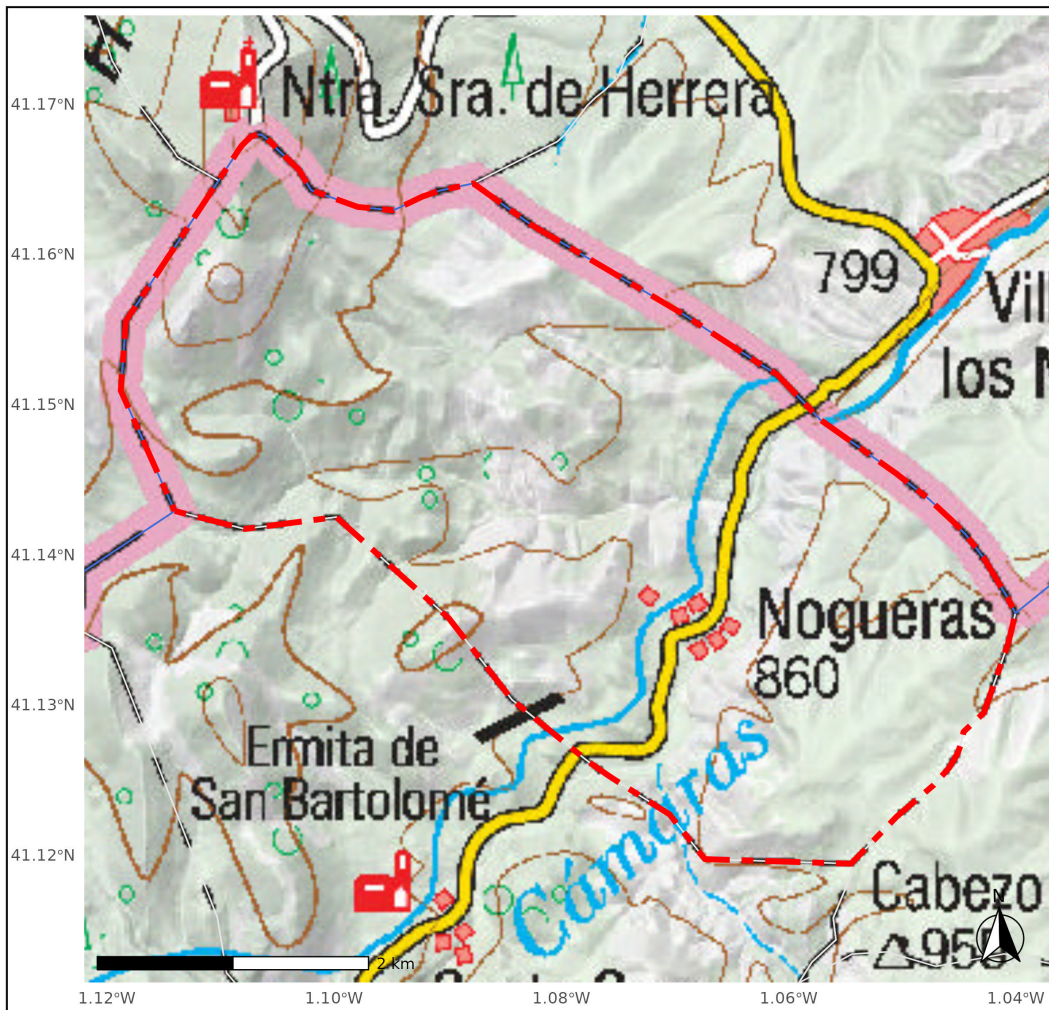 41.17°N
Ntra. Sra. de Herrera
41.16°N
799
Vil
los
41.15°N
41.14°N
Nogueras
860
41.13°N
Ermita de
San Bartolomé
Cámaras
41.12°N
Cabezo
N
955
2 km
1.12°W
1.10°W
1.08°W
1.06°W
1.04°W